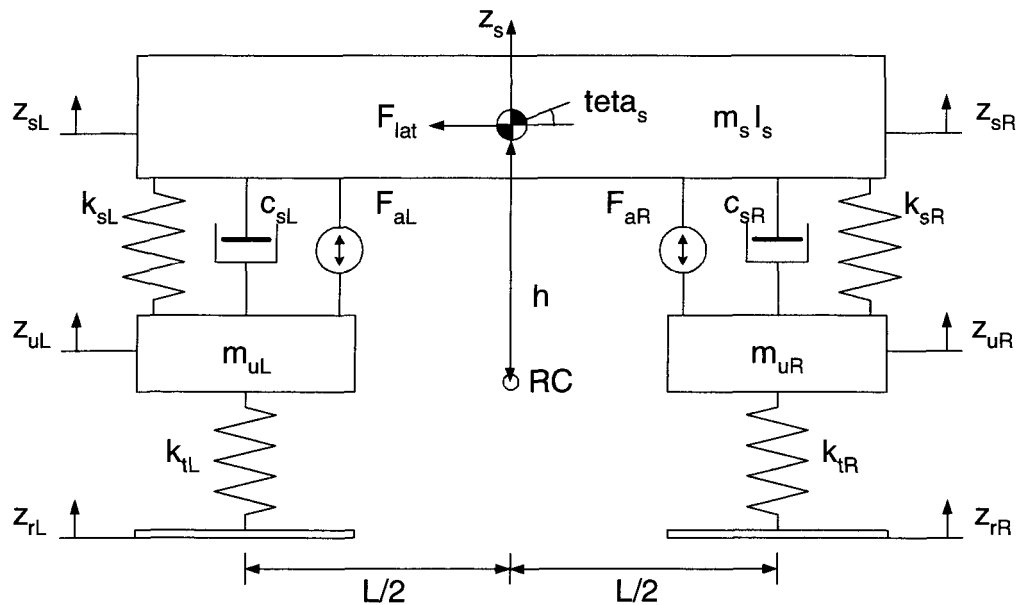 z_s
z_sL
F_lat
teta_s
m_s I_s
z_sR
k_sL
c_sL
F_aL
F_aR
c_sR
k_sR
h
z_uL
m_uL
RC
m_uR
z_uR
k_tL
k_tR
z_rL
z_rR
L/2
L/2